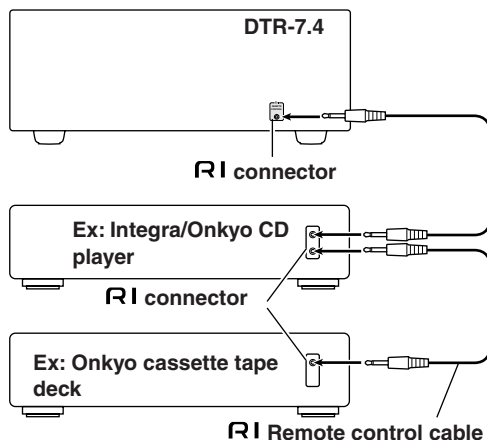 DTR-7.4
RI connector
Ex: Integra/Onkyo CD
player
RI connector
Ex: Onkyo cassette tape
deck
RI Remote control cable